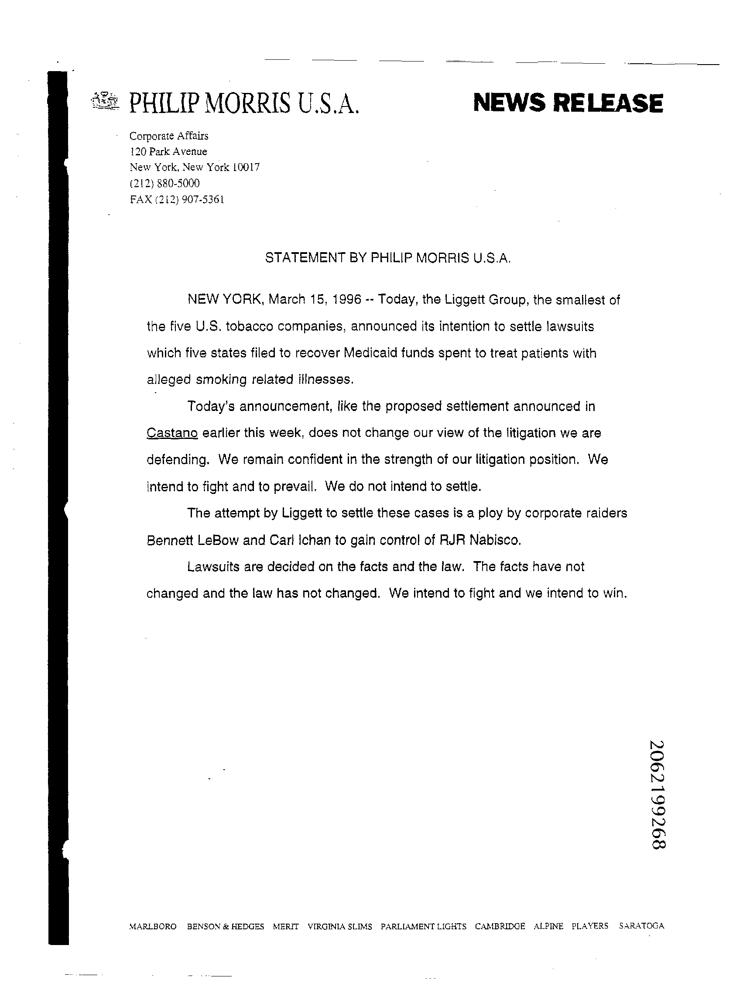 PHILIP MORRIS U.S.A. NEWS RELEASE
Corporate Affairs
120 Park Avenue
New York, New York 10017
(212) 880-5000
FAX (212) 907-5361
STATEMENT BY PHILIP MORRIS U.S.A.
NEW YORK, March 15, 1996 -- Today, the Liggett Group, the smallest of
the five U.S. tobacco companies, announced its intention to settle lawsuits
which five states filed to recover Medicaid funds spent to treat patients with
alleged smoking related illnesses.
Today's announcement, like the proposed settlement announced in
Castano earlier this week, does not change our view of the litigation we are
defending. We remain confident in the strength of our litigation position. We
intend to fight and to prevail. We do not intend to settle.
The attempt by Liggett to settle these cases is a ploy by corporate raiders
Bennett LeBow and Carl Ichan to gain control of RJR Nabisco.
Lawsuits are decided on the facts and the law. The facts have not
changed and the law has not changed. We intend to fight and we intend to win.
2062199268
MARLBORO BENSON & HEDGES MERIT VIRGINIA SLIMS PARLIAMENT LIGHTS CAMBRIDGE ALPINE PLAYERS SARATOGA